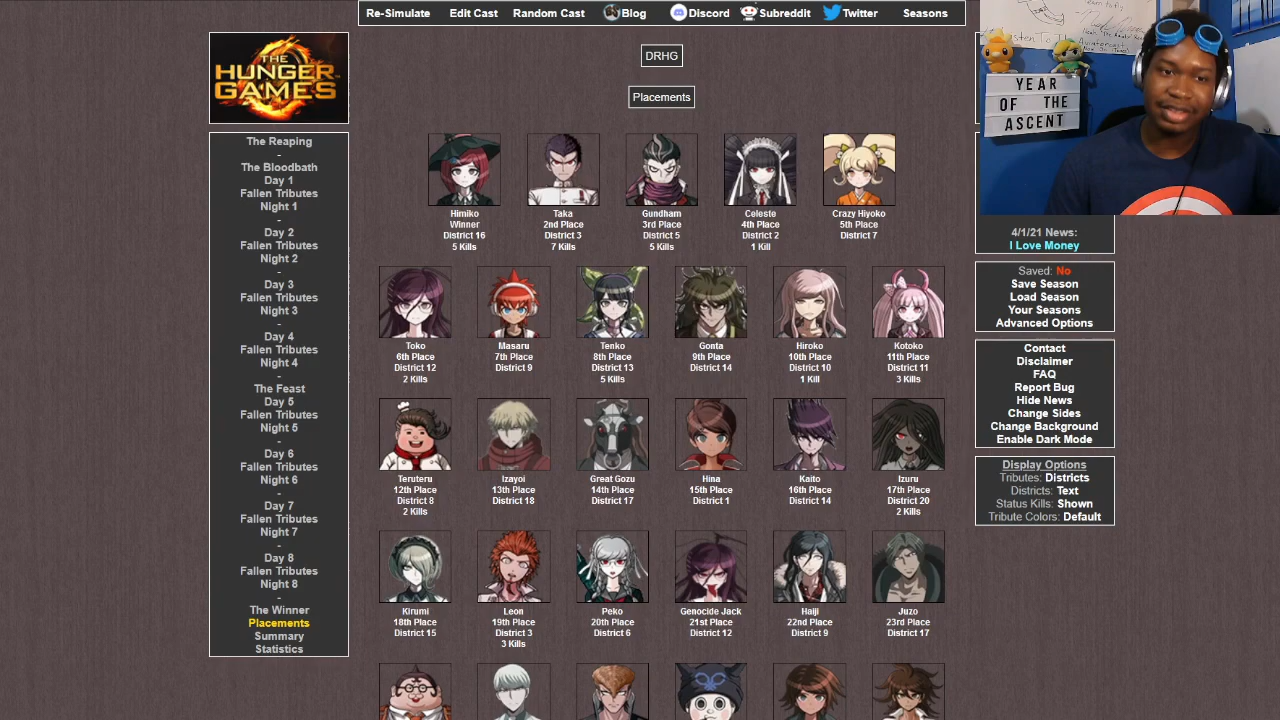 Re-Simulate Edit Cast Random Cast Blog Discord Subreddit Twitter Seasons
THE
HUNGER
GAMES
DRHG
Placements
YEAR
OF THE
ASCENT
The Reaping
-
The Bloodbath
Day 1
Fallen Tributes
Night 1
-
Day 2
Fallen Tributes
Night 2
-
Day 3
Fallen Tributes
Night 3
-
Day 4
Fallen Tributes
Night 4
-
The Feast
Day 5
Fallen Tributes
Night 5
-
Day 6
Fallen Tributes
Night 6
-
Day 7
Fallen Tributes
Night 7
-
Day 8
Fallen Tributes
Night 8
-
The Winner
Placements
Summary
Statistics
Himiko Taka Gundham Celeste Crazy Hiyoko
Winner 2nd Place 3rd Place 4th Place 5th Place
District 16 District 3 District 5 District 2 District 7
5 Kills 7 Kills 5 Kills 1 Kill
Toko Masaru Tenko Gonta Hiroko Kotoko
6th Place 7th Place 8th Place 9th Place 10th Place 11th Place
District 12 District 9 District 13 District 14 District 10 District 11
2 Kills 5 Kills 1 Kill 3 Kills
Teruteru Izayoi Great Gozu Hina Kaito Izuru
12th Place 13th Place 14th Place 15th Place 16th Place 17th Place
District 8 District 18 District 17 District 1 District 14 District 20
2 Kills 2 Kills
Kirumi Leon Peko Genocide Jack Haiji Juzo
18th Place 19th Place 20th Place 21st Place 22nd Place 23rd Place
District 15 District 3 District 6 District 12 District 9 District 17
3 Kills
4/1/21 News:
I Love Money
Saved: No
Save Season
Load Season
Your Seasons
Advanced Options
Contact
Disclaimer
FAQ
Report Bug
Hide News
Change Sides
Change Background
Enable Dark Mode
Display Options
Tributes: Districts
Districts: Text
Status Kills: Shown
Tribute Colors: Default